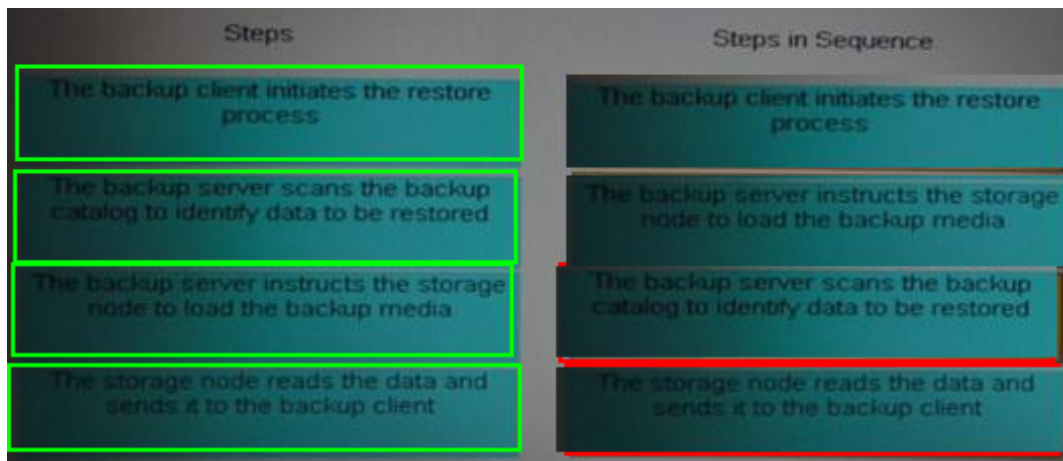 Steps
The backup client initiates the restore
process
The backup server scans the backup
catalog to identify data to be restored
The backup server instructs the storage
node to load the backup media
The storage node reads the data and
sends it to the backup client
Steps in Sequence
The backup client initiates the restore
process
The backup server instructs the storage
node to load the backup media
The backup server scans the backup
catalog to identify data to be restored
The storage node reads the data and
sends it to the backup client